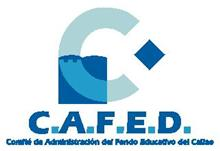 C.A.F.E.D.
Comité de Administración del Fondo Educativo del Callao